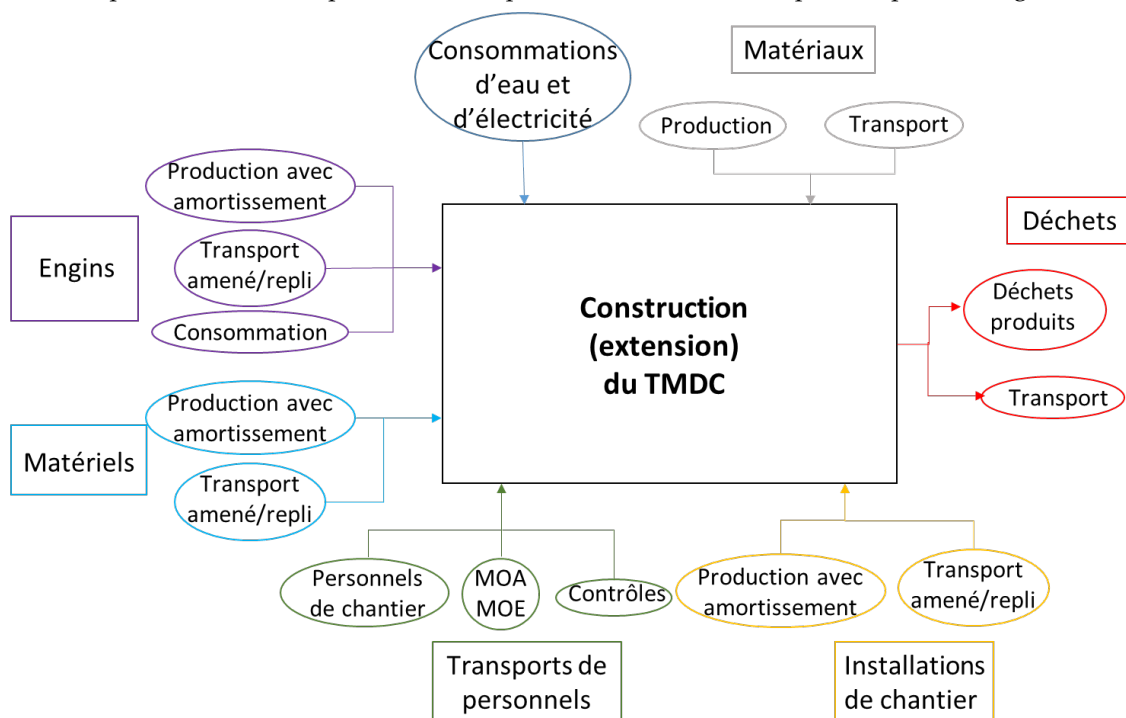 Consommations
d’eau et
d’électricité
Matériaux
Production
Transport
Engins
Production avec
amortissement
Transport
amené/repli
Consommation
Matériels
Production avec
amortissement
Transport
amené/repli
Construction
(extension)
du TMDC
Déchets
Déchets
produits
Transport
Personnels
de chantier
MOA
MOE
Contrôles
Transports de
personnels
Production avec
amortissement
Transport
amené/repli
Installations
de chantier